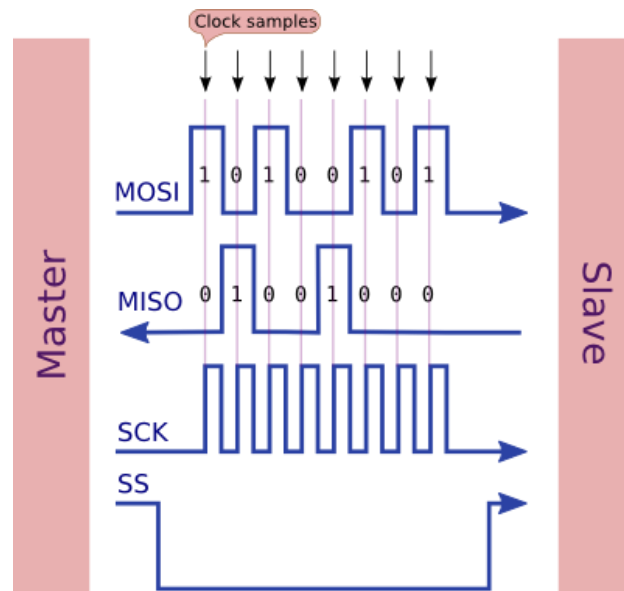 Clock samples
Master
MOSI
1 0 1 0 0 1 0 1
MISO
0 1 0 0 1 0 0 0
SCK
SS
Slave